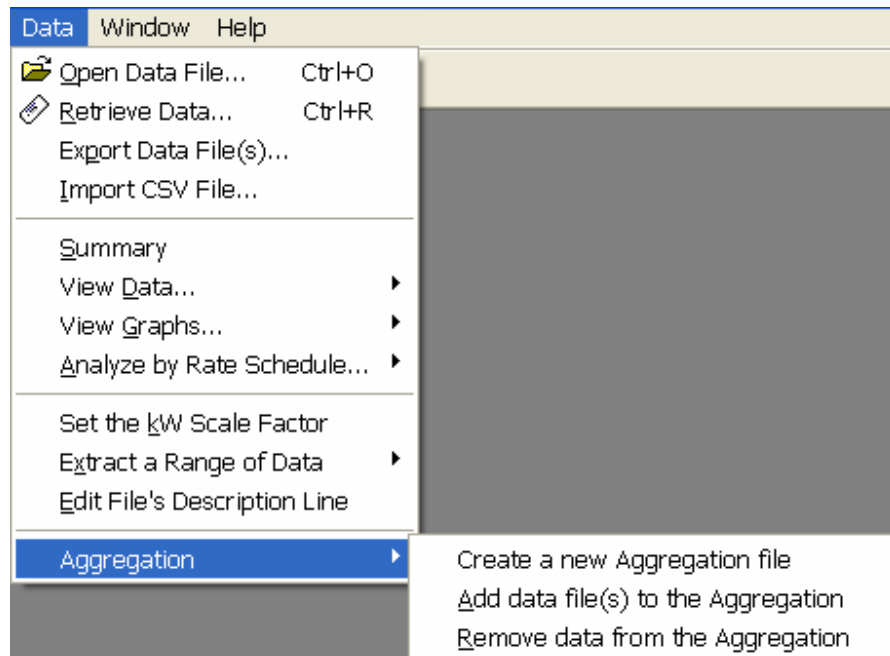 Data Window Help
Open Data File... Ctrl+O
Retrieve Data... Ctrl+R
Export Data File(s)...
Import CSV File...
Summary
View Data...
View Graphs...
Analyze by Rate Schedule...
Set the kW Scale Factor
Extract a Range of Data
Edit File's Description Line
Aggregation
Create a new Aggregation file
Add data file(s) to the Aggregation
Remove data from the Aggregation